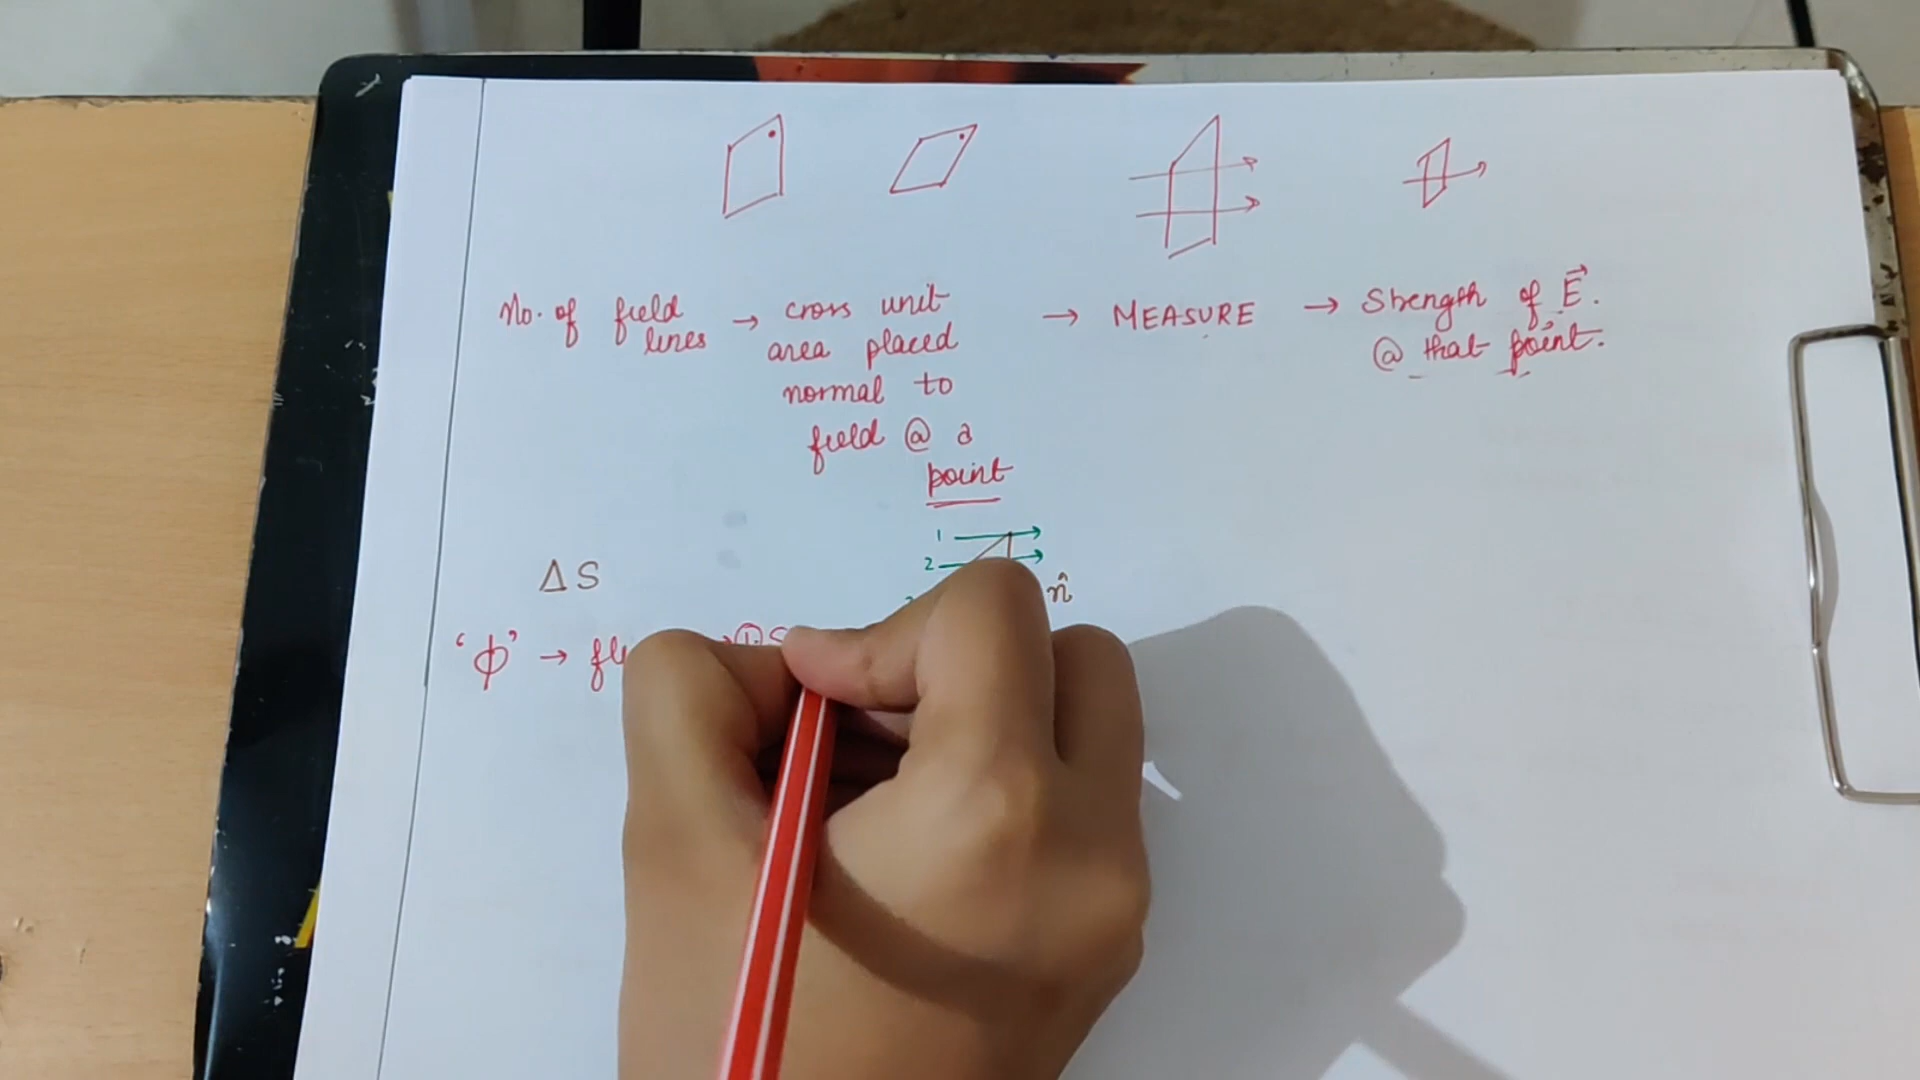 No. of field lines → cross unit area placed normal to field @ a point → MEASURE → Strength of E⃗. @ that point.
1
2
n̂
ΔS
'ϕ' →
→ ① S